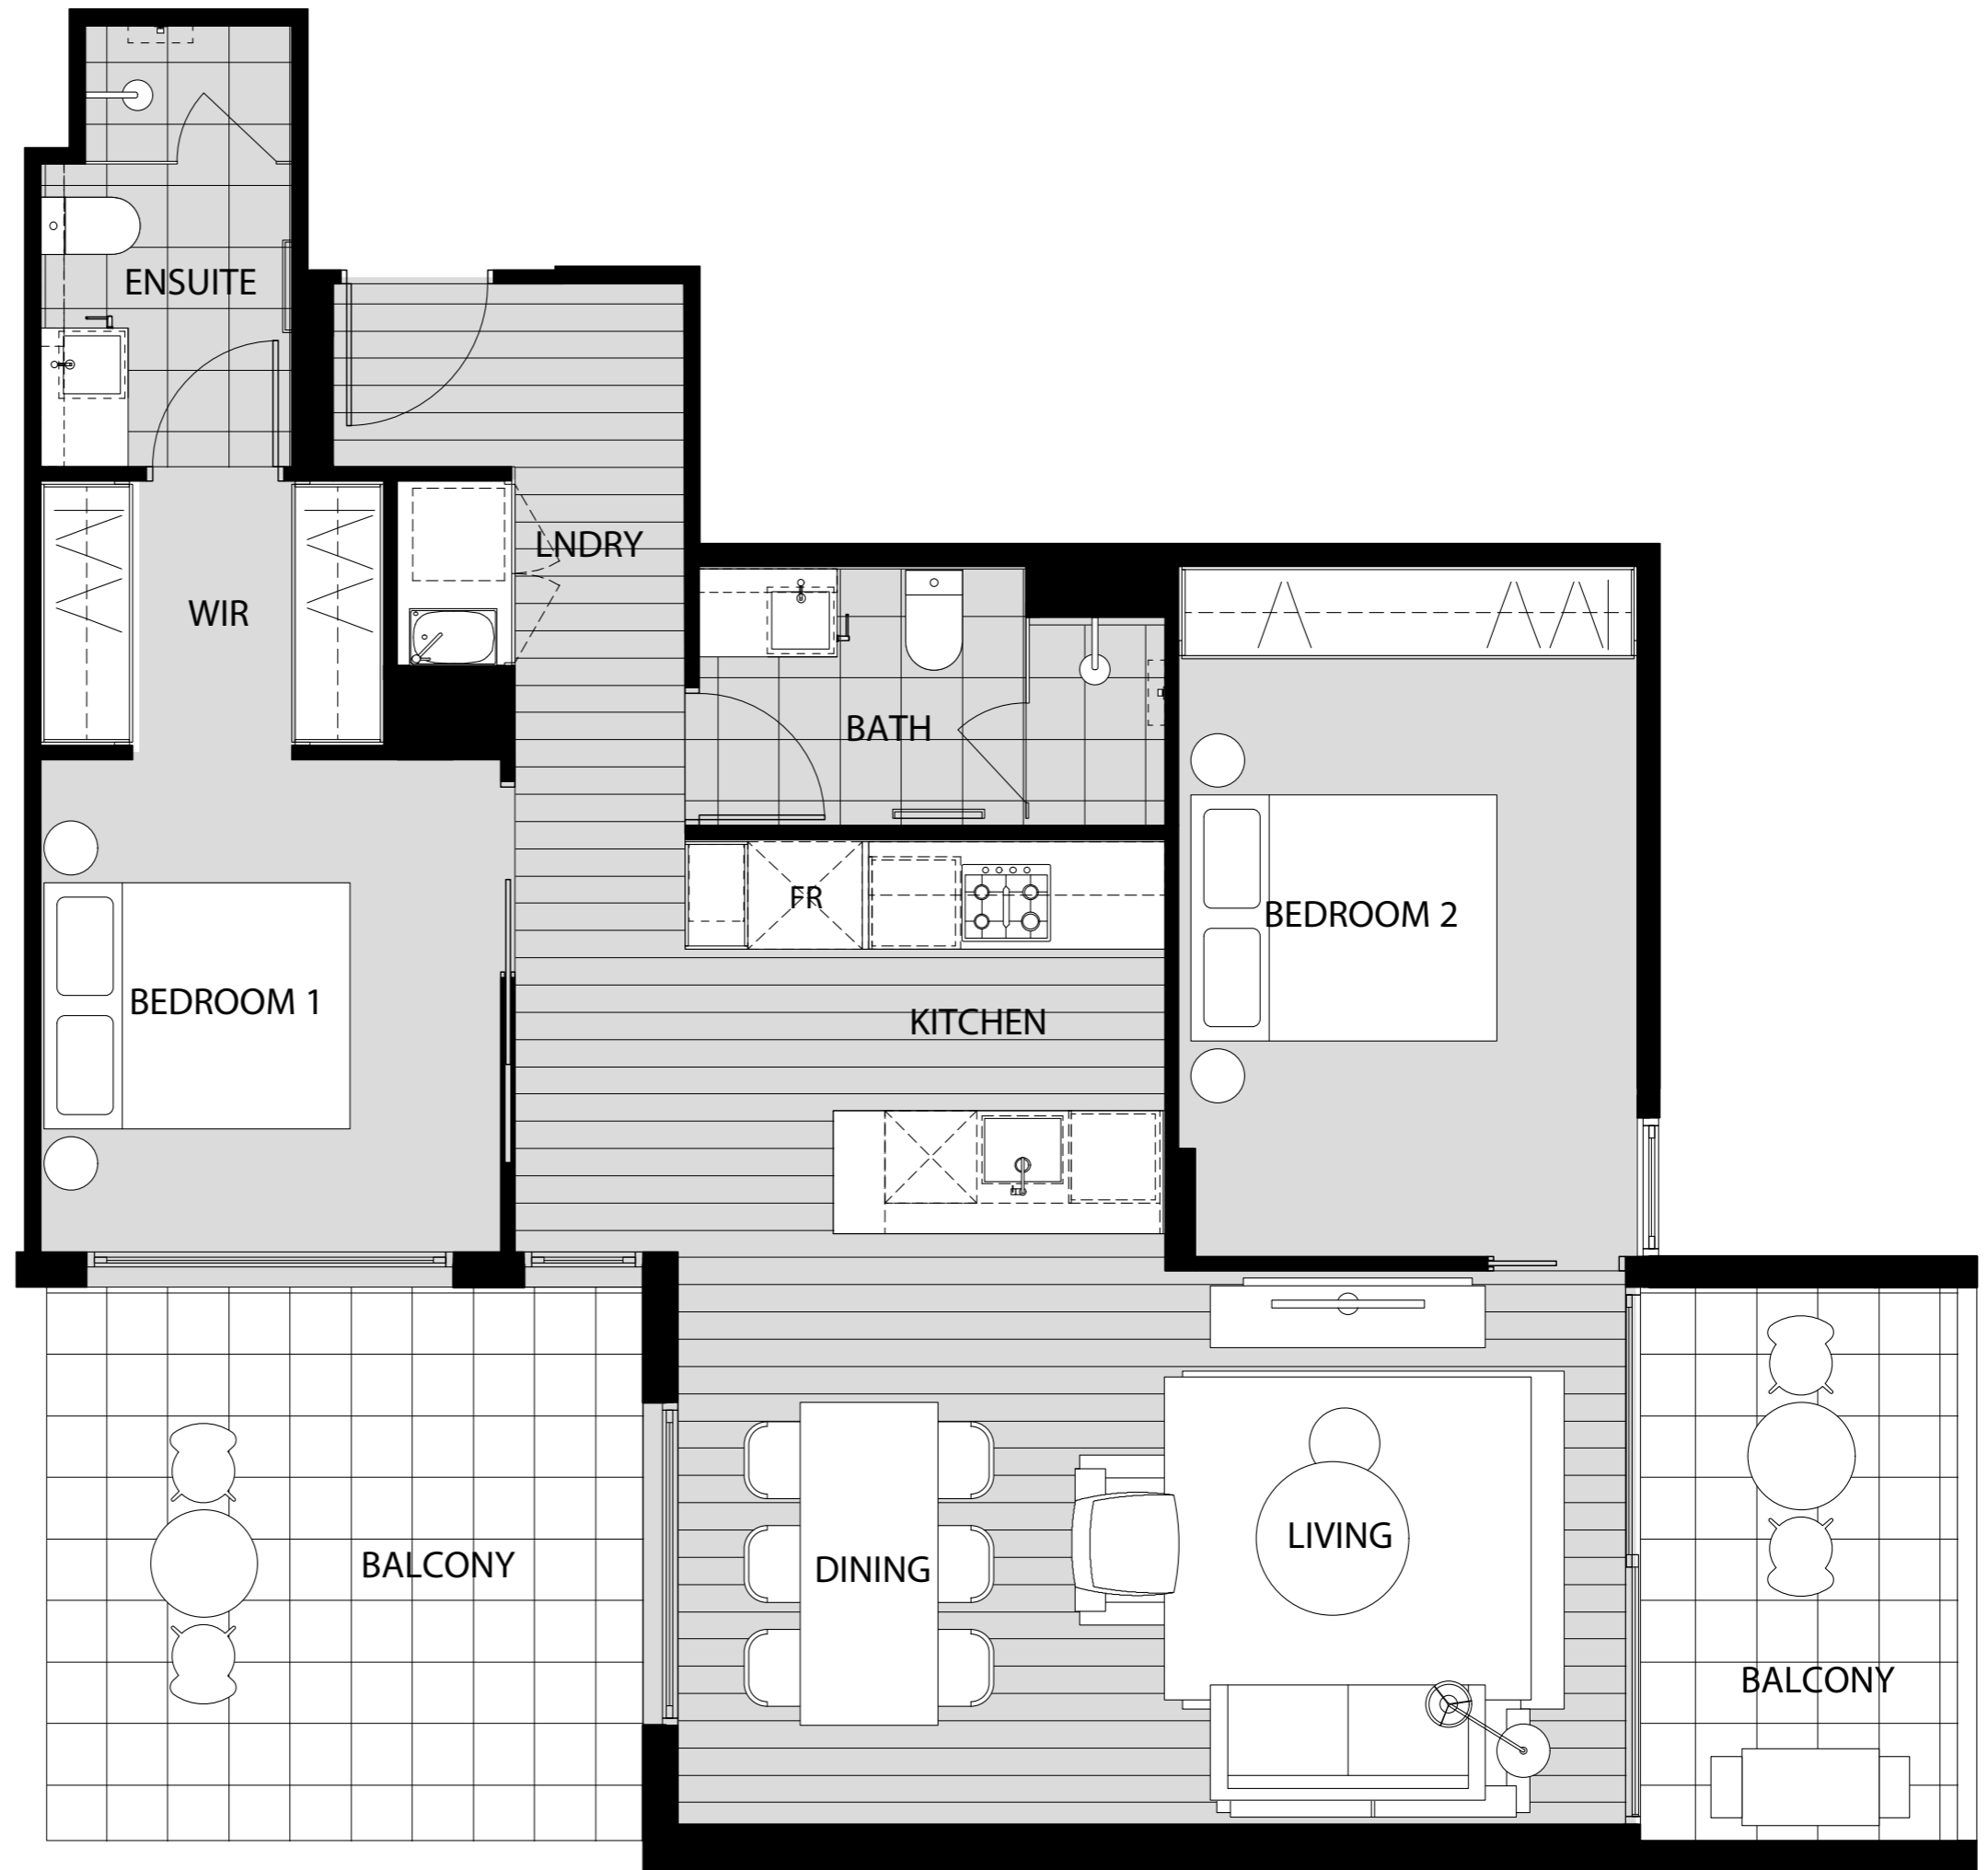 ENSUITE
LNDRY
WIR
BATH
FR
BEDROOM 2
BEDROOM 1
KITCHEN
LIVING
BALCONY
DINING
BALCONY